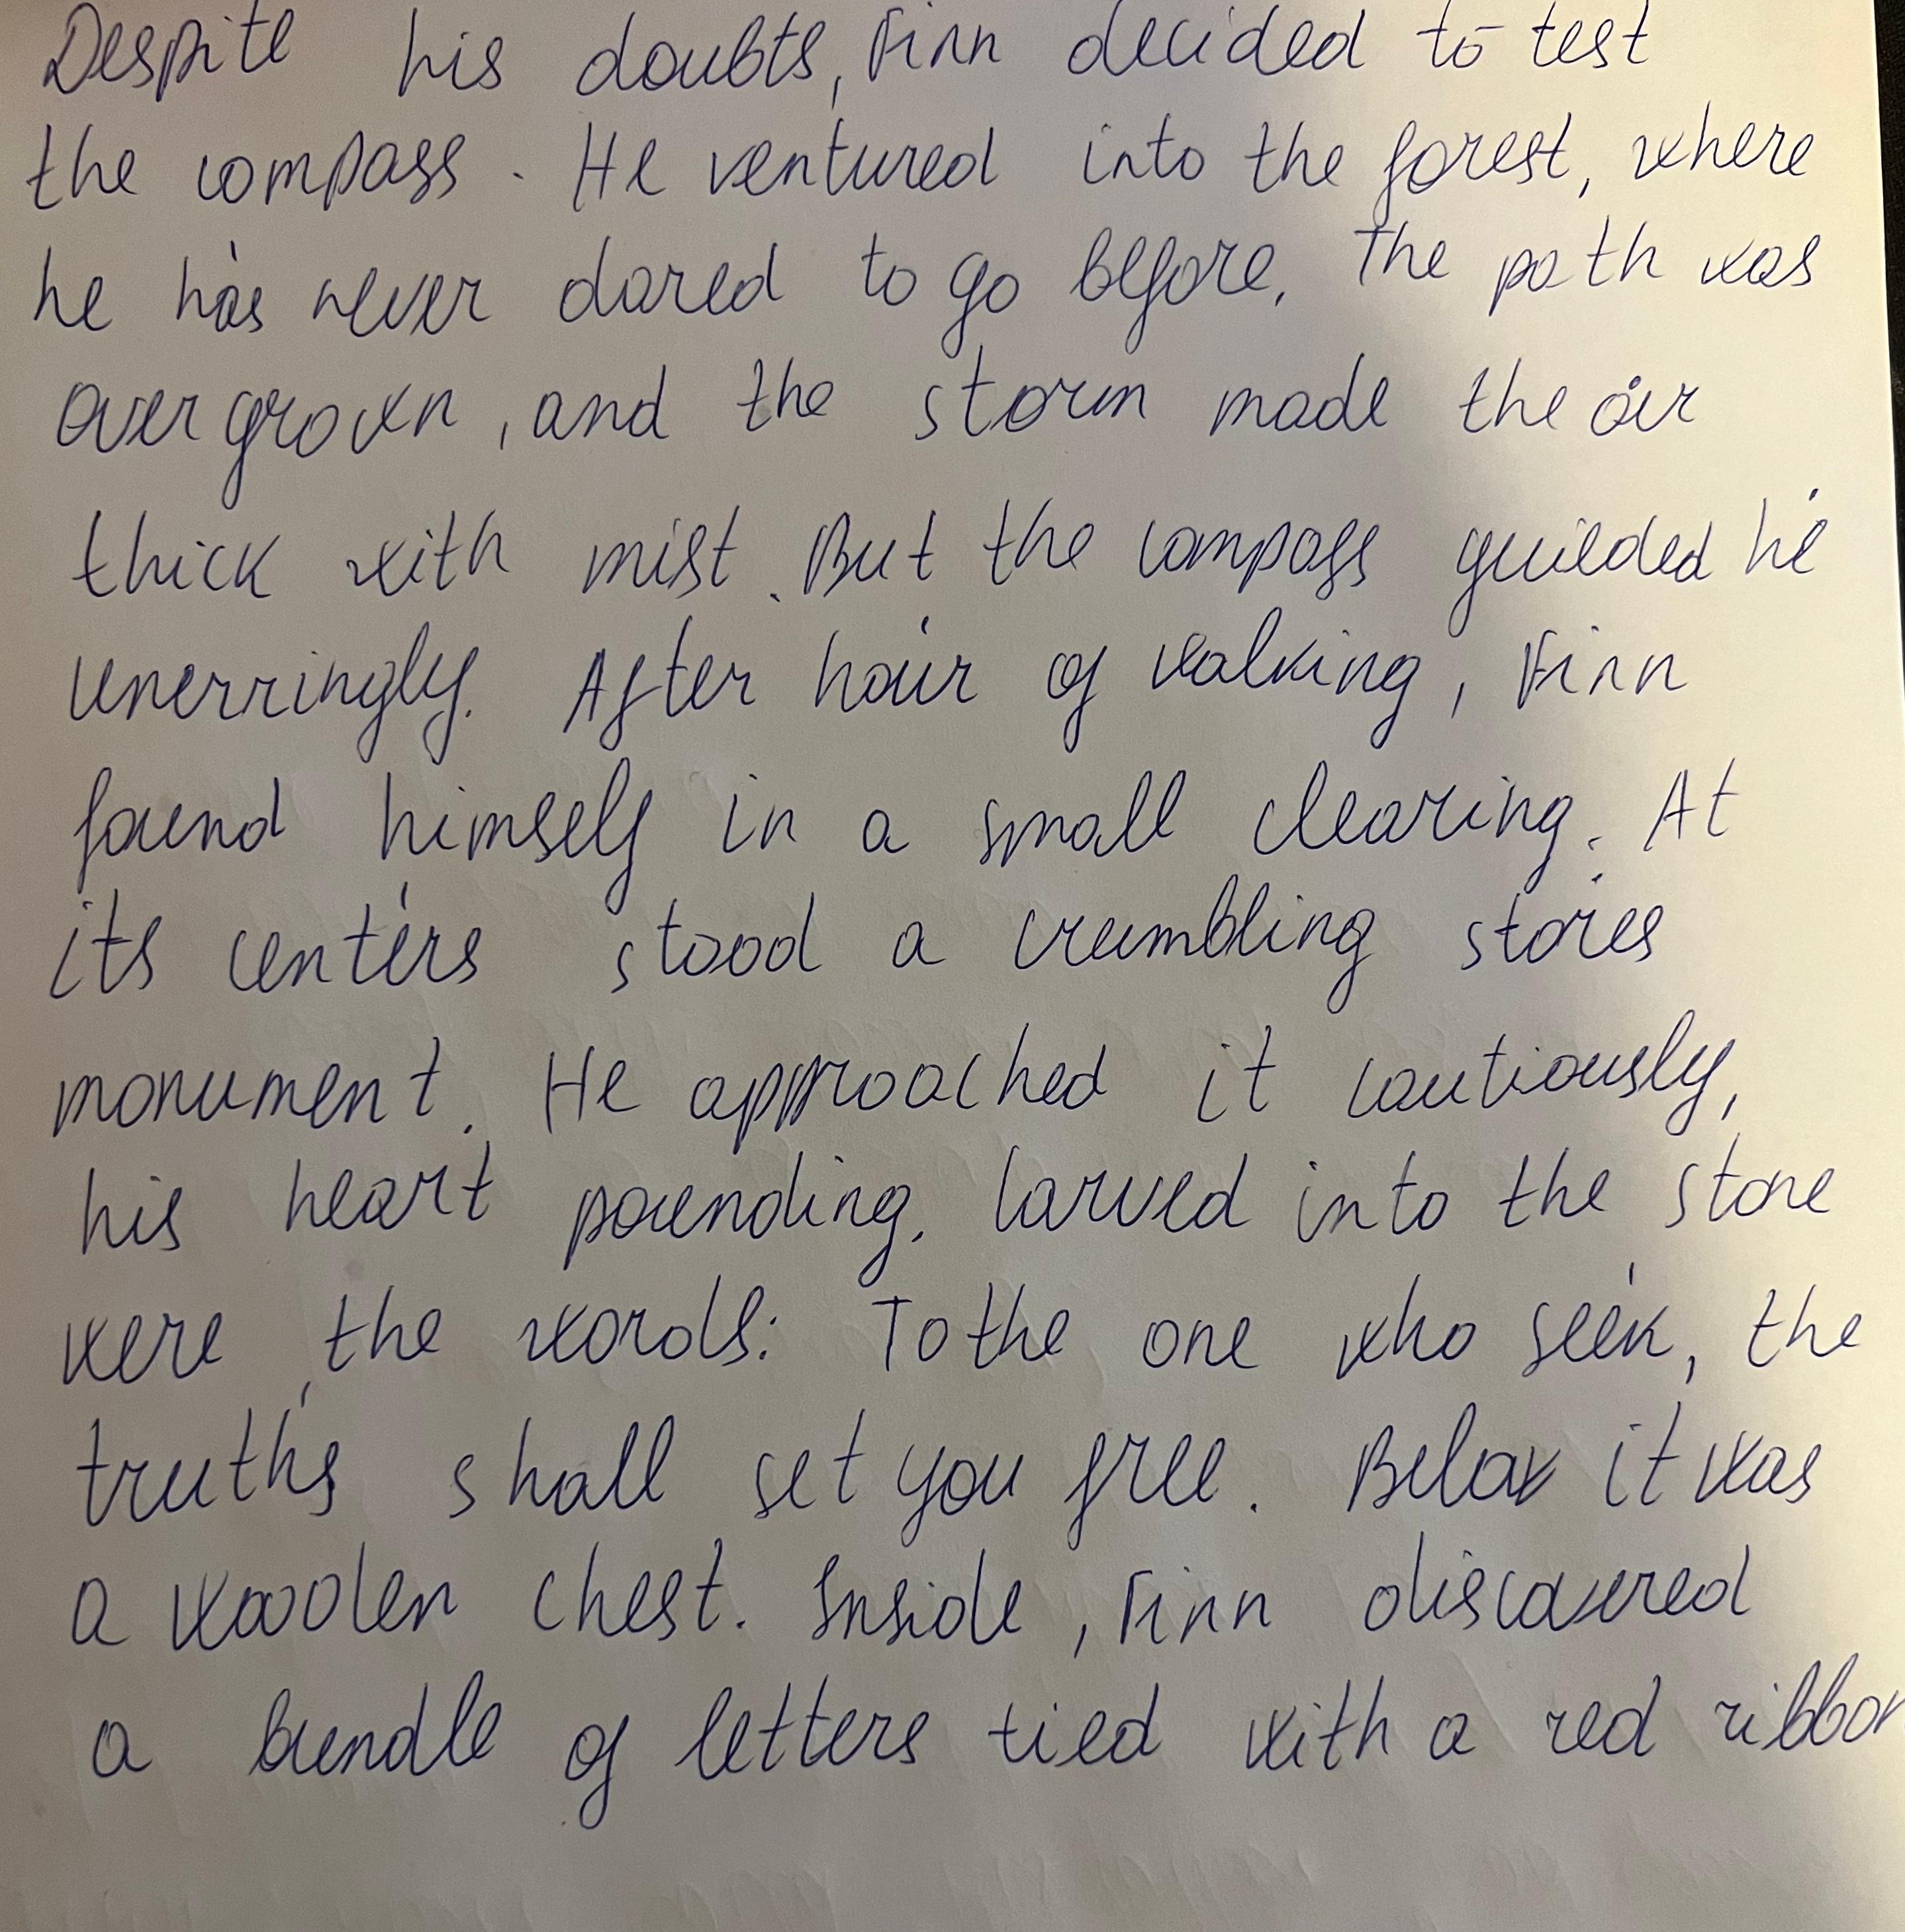 Despite his doubts, Finn decided to test
the compass. He ventured into the forest, where
he has never dared to go before. The path was
overgrown, and the storm made the air
thick with mist. But the compass guilded he
unerringly. After hour of walking, Finn
found himself in a small clearing. At
its centers stood a crumbling stones
monument. He approached it cautiously,
his heart pounding. Carved into the stone
were the words: To the one who seek, the
truths shall set you free. Below it was
a wooden chest. Inside, Finn discovered
a bundle of letters tied with a red ribbon